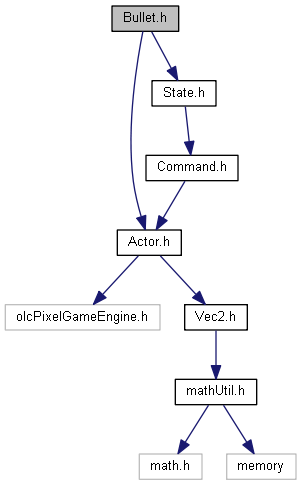 Bullet.h
State.h
Command.h
Actor.h
olcPixelGameEngine.h
Vec2.h
mathUtil.h
math.h
memory